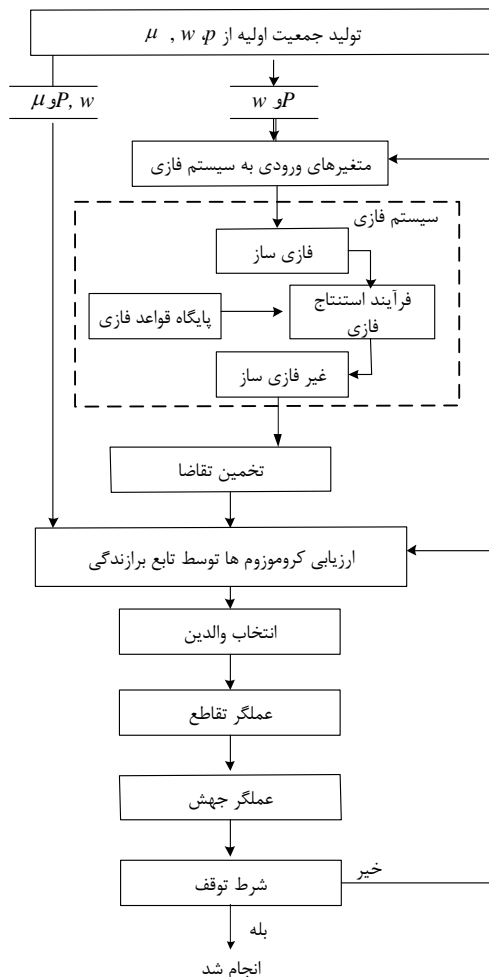 تولید جمعیت اولیه از μ , w ,p
P, w و μ
P و w
متغیرهای ورودی به سیستم فازی
سیستم فازی
فازی ساز
فرآیند استنتاج
فازی
پایگاه قواعد فازی
غیر فازی ساز
تخمین تقاضا
ارزیابی کروموزوم ها توسط تابع برازندگی
انتخاب والدین
عملگر تقاطع
عملگر جهش
شرط توقف
خیر
بله
انجام شد